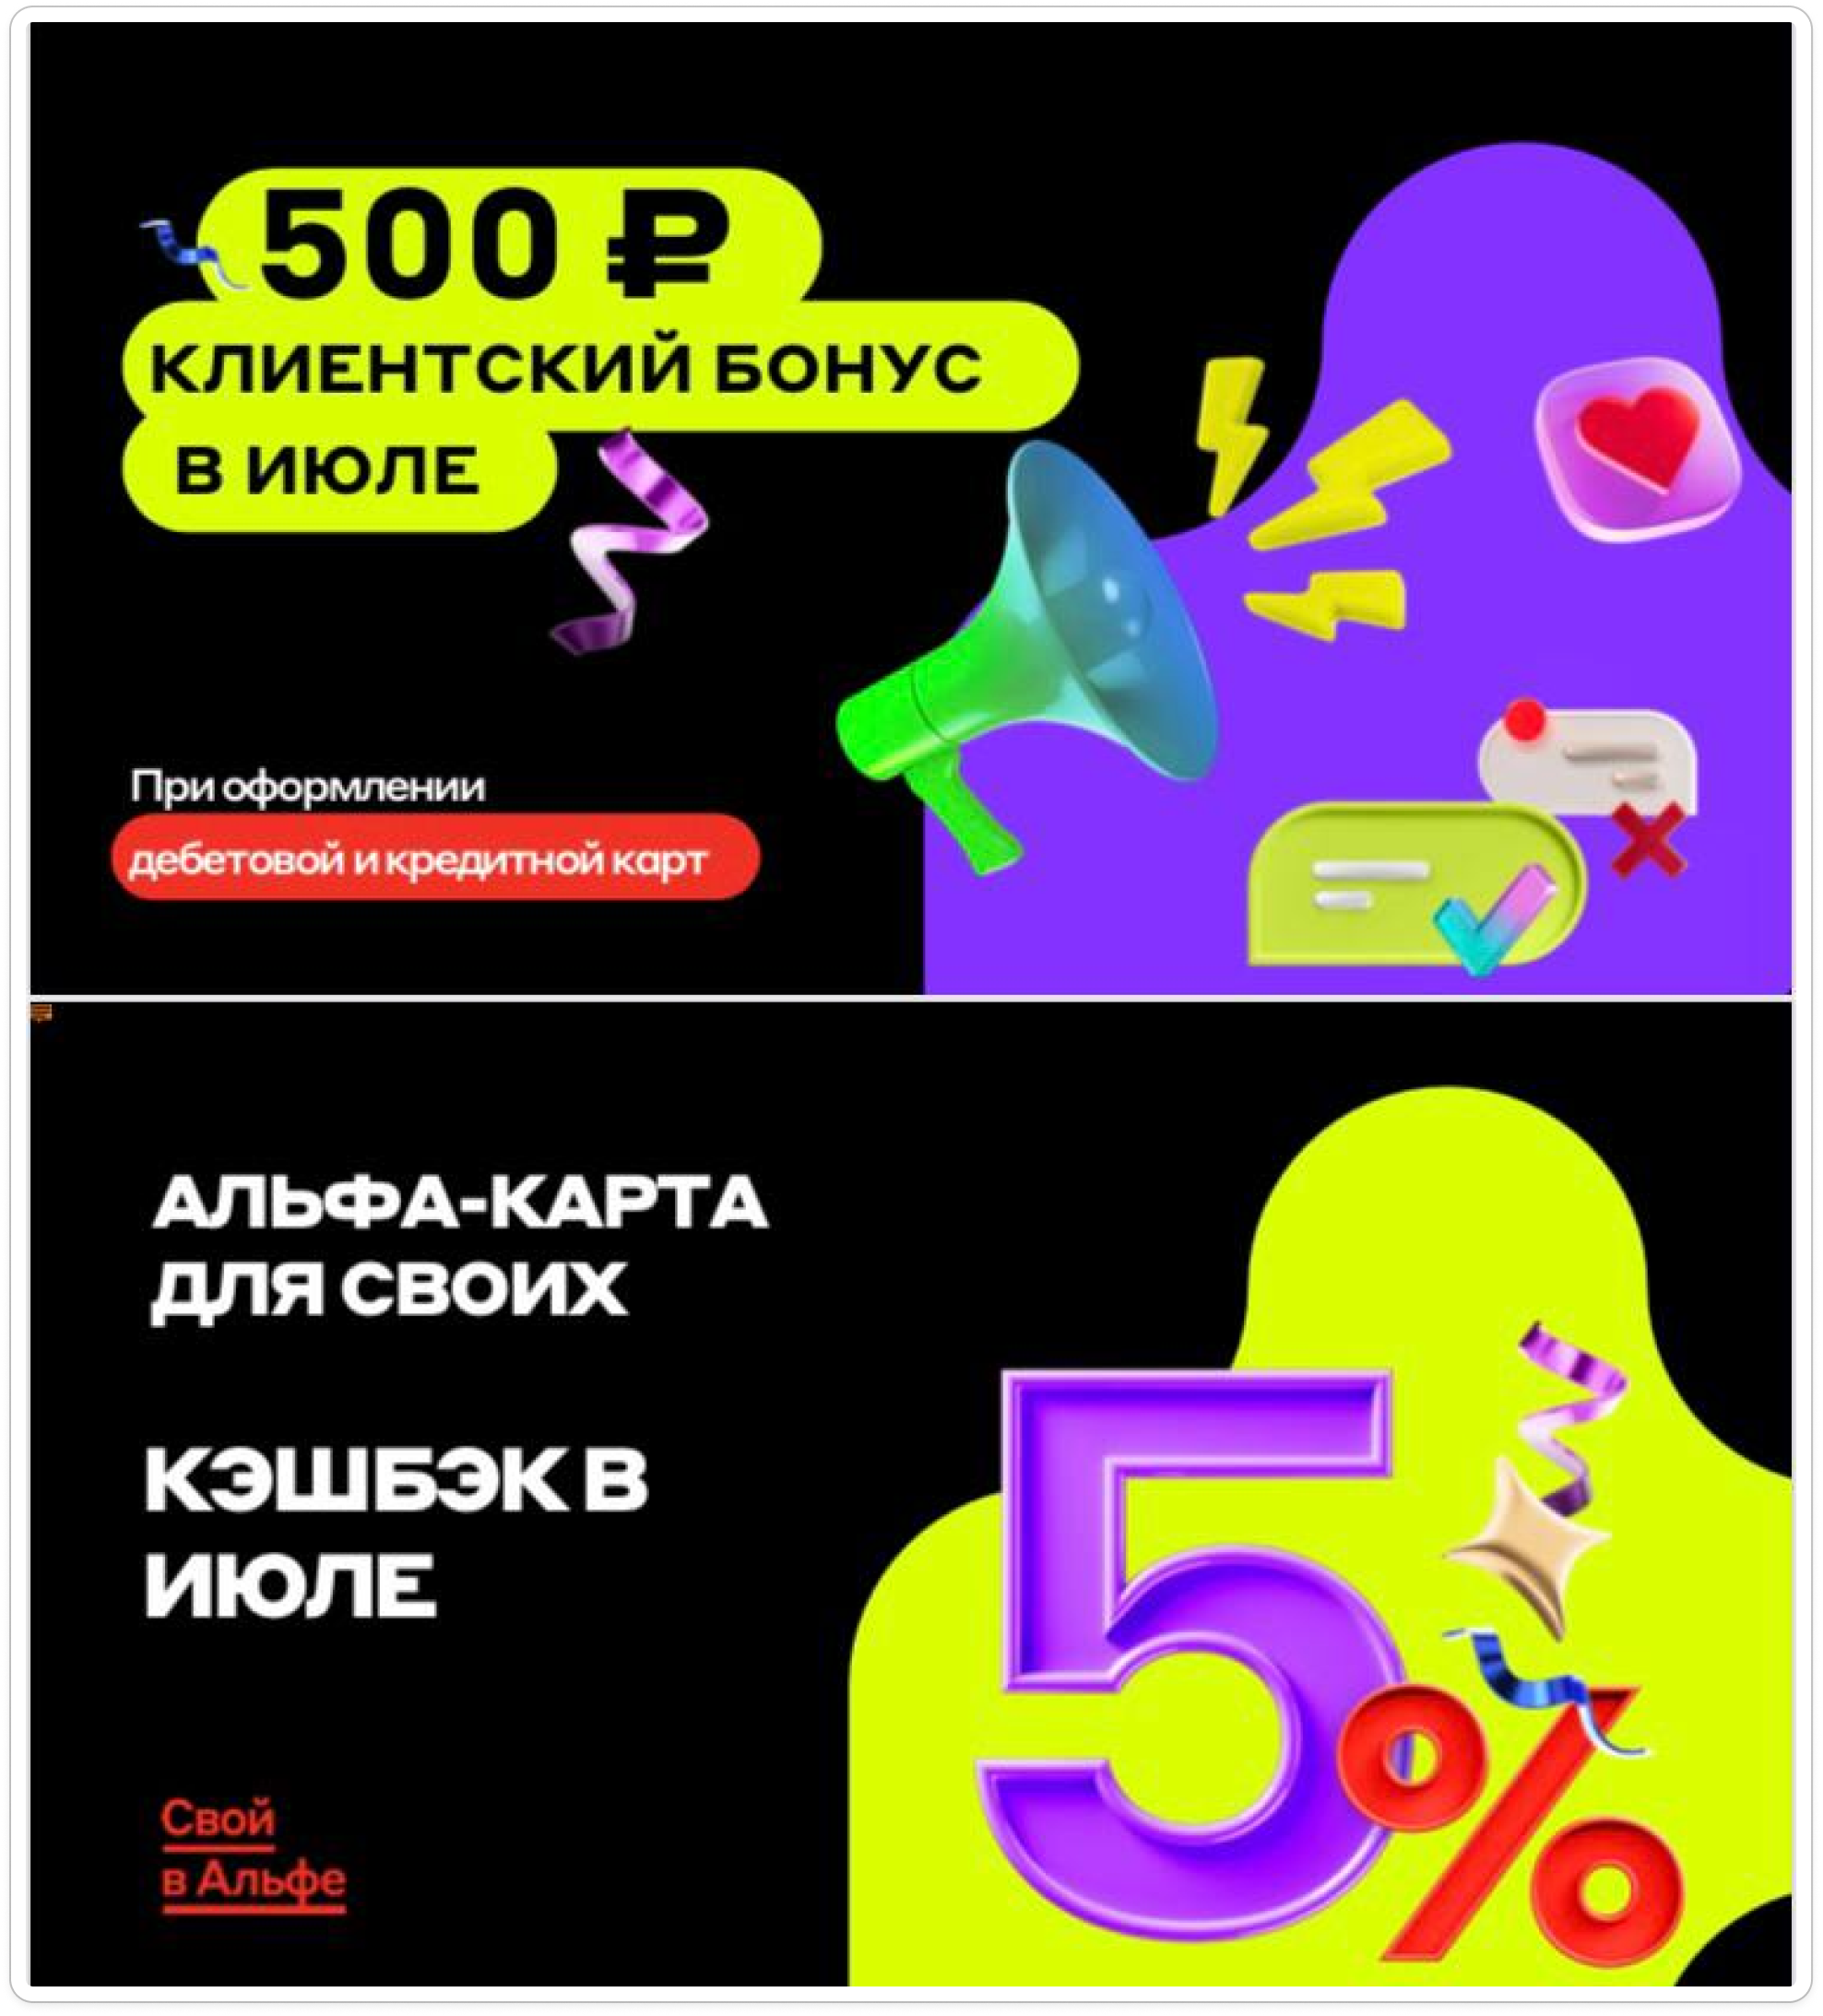 500 ₽
КЛИЕНТСКИЙ БОНУС
В ИЮЛЕ
При оформлении
дебетовой и кредитной карт
АЛЬФА-КАРТА
ДЛЯ СВОИХ
КЭШБЭК В
ИЮЛЕ
5%
Свой
в Альфе